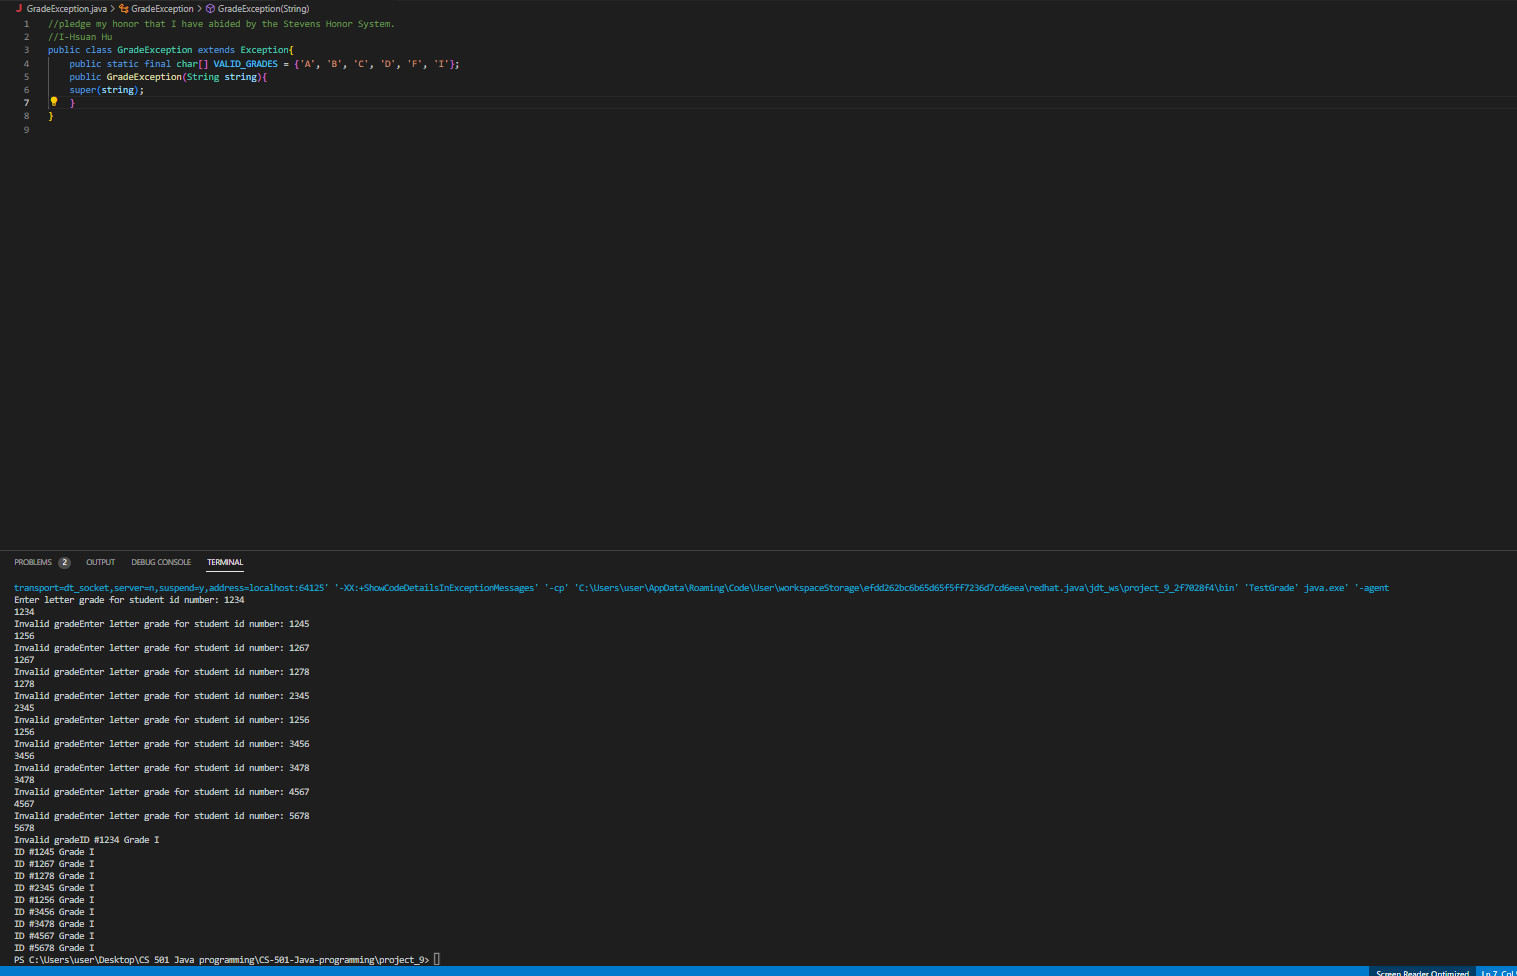 GradeException.java > GradeException > GradeException(String)
1 //pledge my honor that I have abided by the Stevens Honor System.
2 //I-Hsuan Hu
3 public class GradeException extends Exception{
4 public static final char[] VALID_GRADES = {'A', 'B', 'C', 'D', 'F', 'I'};
5 public GradeException(String string){
6 super(string);
7 }
8 }
9
PROBLEMS 2 OUTPUT DEBUG CONSOLE TERMINAL
transport=dt_socket,server=n,suspend=y,address=localhost:64125' '-XX:+ShowCodeDetailsInExceptionMessages' '-cp' 'C:\Users\user\AppData\Roaming\Code\User\workspaceStorage\efdd262bc6b65d65f5ff7236d7cd6eea\redhat.java\jdt_ws\project_9_2f7028f4\bin' 'TestGrade' java.exe' '-agent
Enter letter grade for student id number: 1234
1234
Invalid gradeEnter letter grade for student id number: 1245
1256
Invalid gradeEnter letter grade for student id number: 1267
1267
Invalid gradeEnter letter grade for student id number: 1278
1278
Invalid gradeEnter letter grade for student id number: 2345
2345
Invalid gradeEnter letter grade for student id number: 1256
1256
Invalid gradeEnter letter grade for student id number: 3456
3456
Invalid gradeEnter letter grade for student id number: 3478
3478
Invalid gradeEnter letter grade for student id number: 4567
4567
Invalid gradeEnter letter grade for student id number: 5678
5678
Invalid gradeID #1234 Grade I
ID #1245 Grade I
ID #1267 Grade I
ID #1278 Grade I
ID #2345 Grade I
ID #1256 Grade I
ID #3456 Grade I
ID #3478 Grade I
ID #4567 Grade I
ID #5678 Grade I
PS C:\Users\user\Desktop\CS 501 Java programming\CS-501-Java-programming\project_9>
Screen Reader Optimized Ln 7, Col